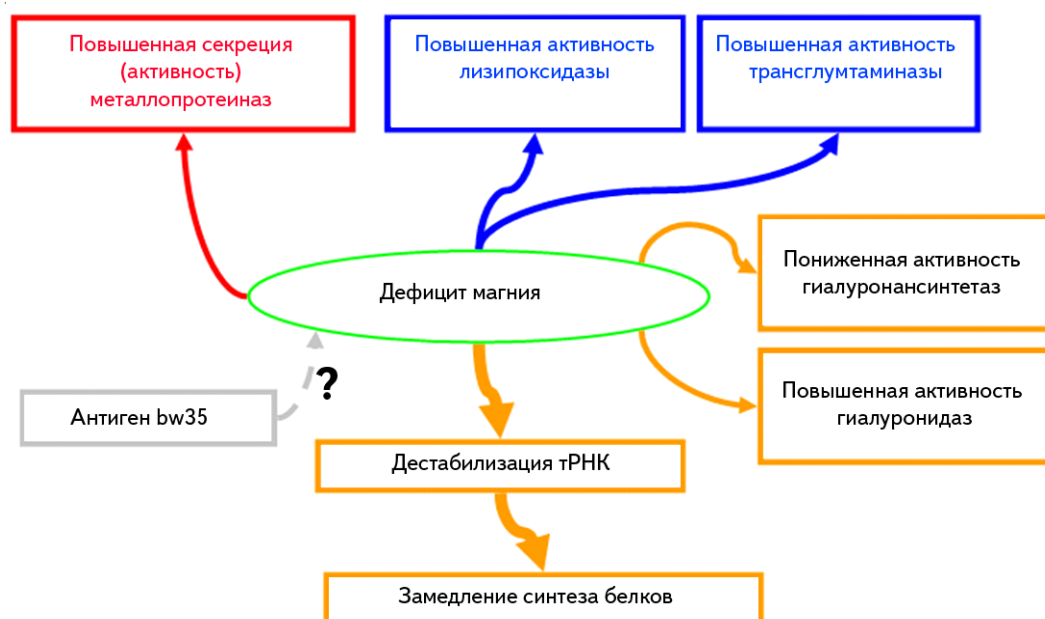 Повышенная секреция
(активность)
металлопротеиназ
Повышенная активность
лизипоксидазы
Повышенная активность
трансглумтаминазы
Дефицит магния
Пониженная активность
гиалуронансинтетаз
Повышенная активность
гиалуронидаз
?
Антиген bw35
Дестабилизация тРНК
Замедление синтеза белков